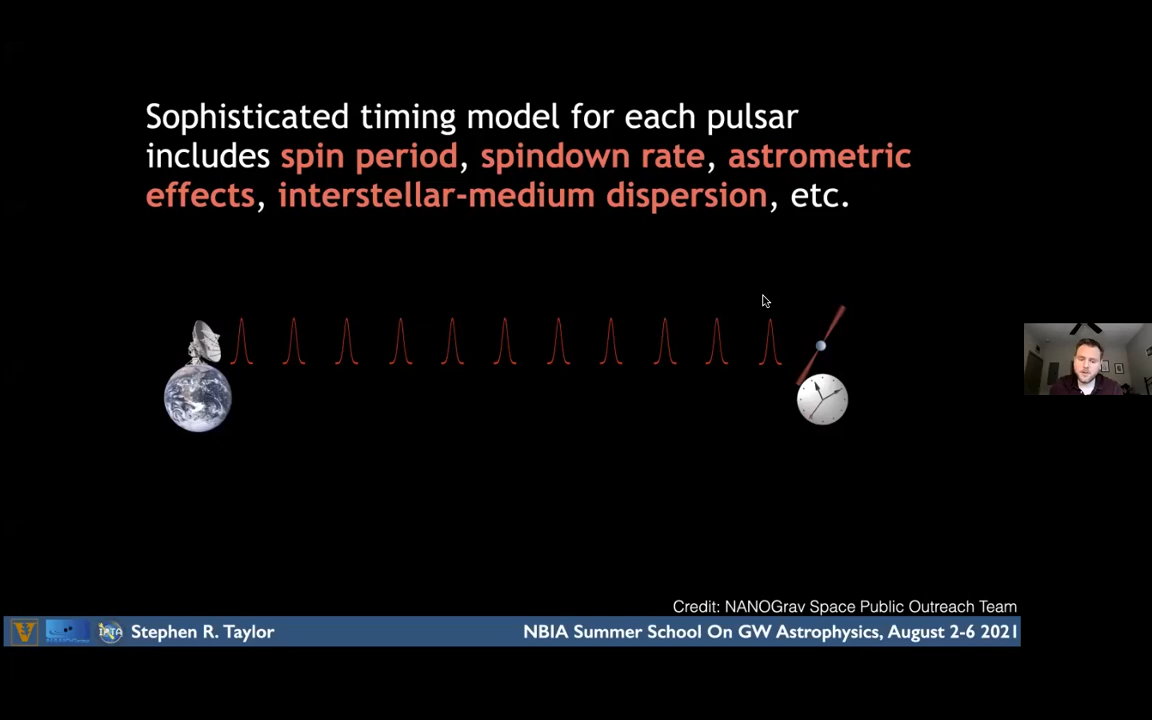 Sophisticated timing model for each pulsar
includes spin period, spindown rate, astrometric
effects, interstellar-medium dispersion, etc.
Credit: NANOGrav Space Public Outreach Team
Stephen R. Taylor
NBIA Summer School On GW Astrophysics, August 2-6 2021